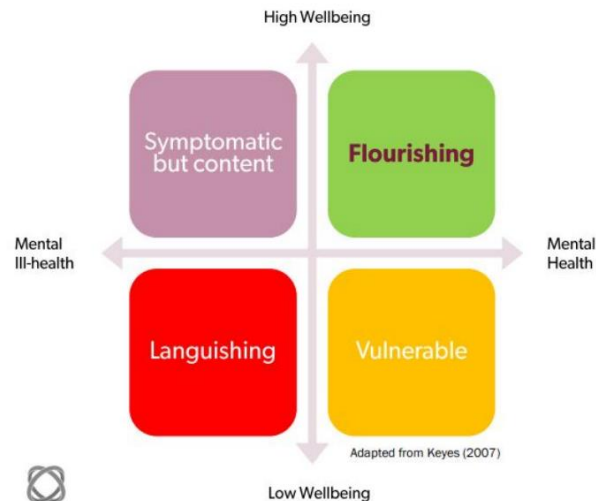 High Wellbeing
Symptomatic
but content
Flourishing
Mental
Ill-health
Mental
Health
Languishing
Vulnerable
Adapted from Keyes (2007)
Low Wellbeing